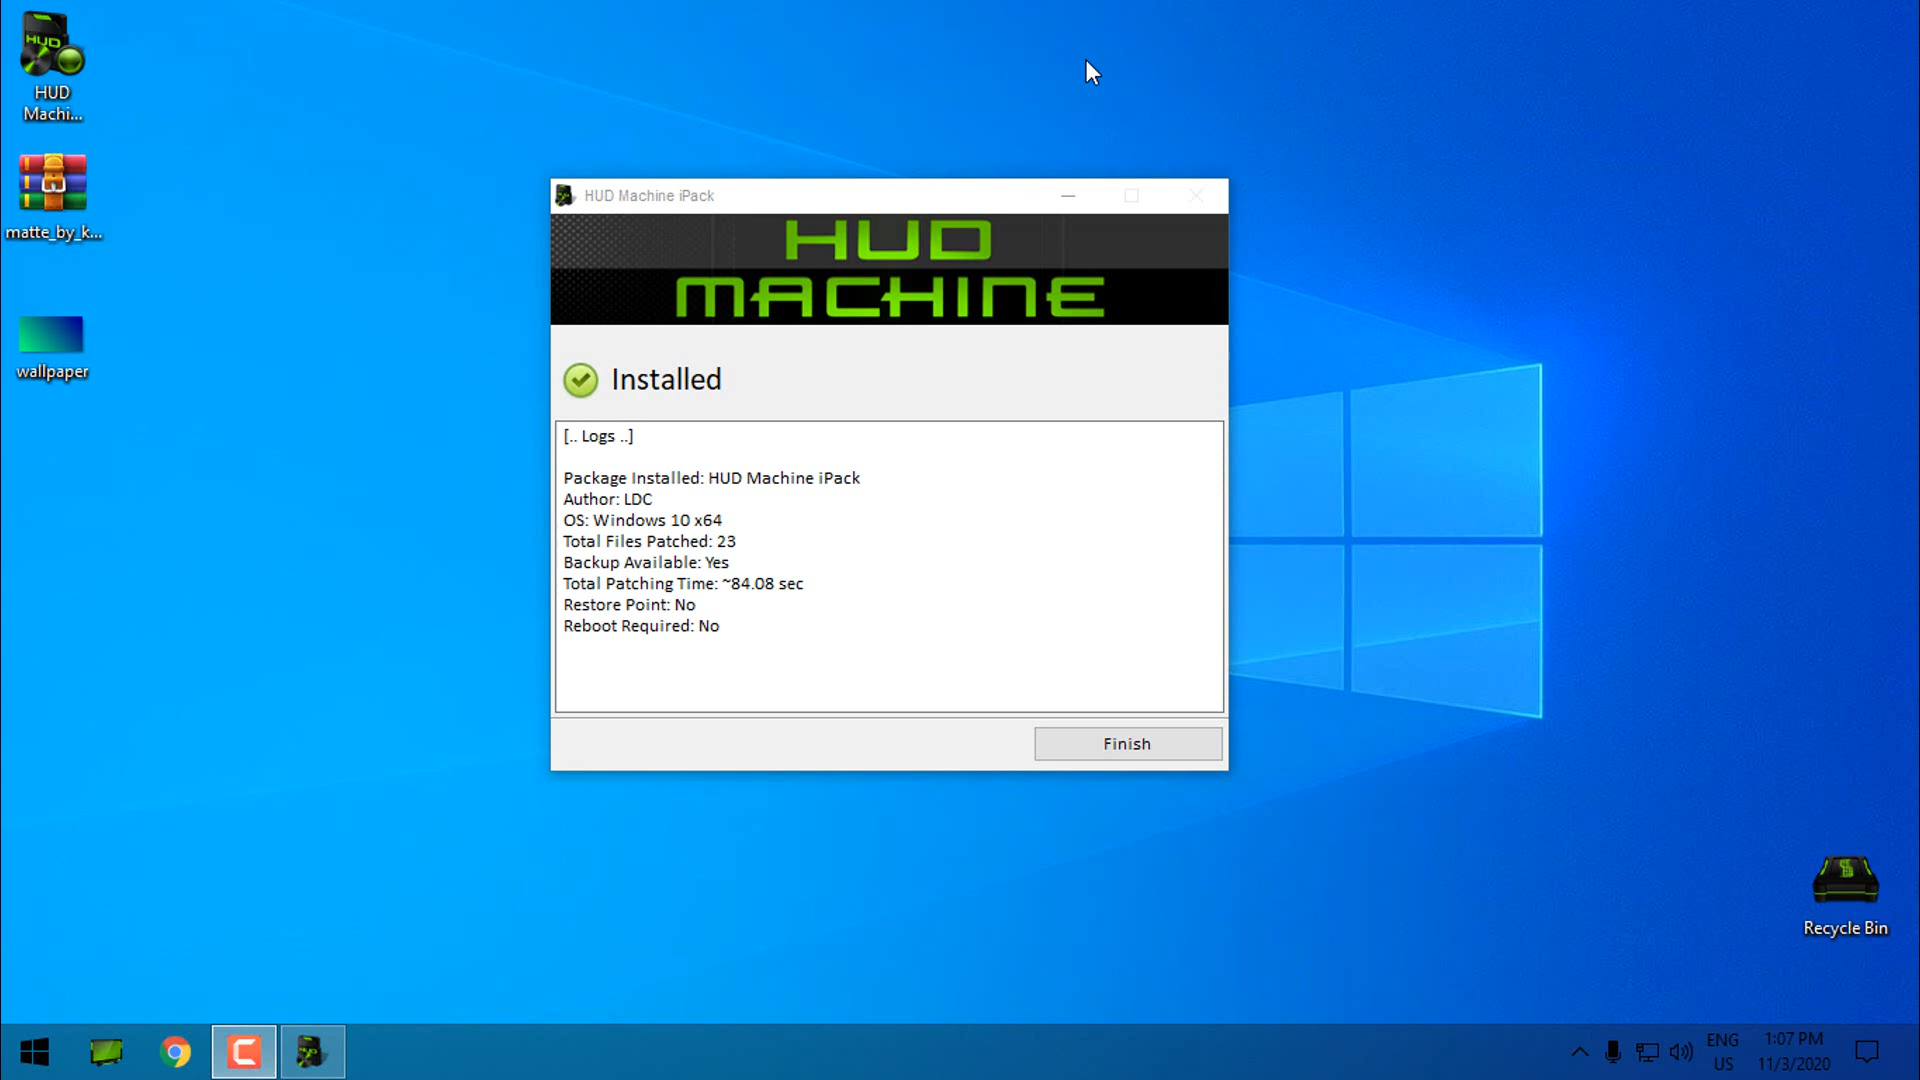 HUD
HUD
Machi...
matte_by_k...
wallpaper
HUD Machine iPack
HUD
MACHINE
Installed
[.. Logs ..]
Package Installed: HUD Machine iPack
Author: LDC
OS: Windows 10 x64
Total Files Patched: 23
Backup Available: Yes
Total Patching Time: ~84.08 sec
Restore Point: No
Reboot Required: No
Finish
Recycle Bin
ENG
US
1:07 PM
11/3/2020